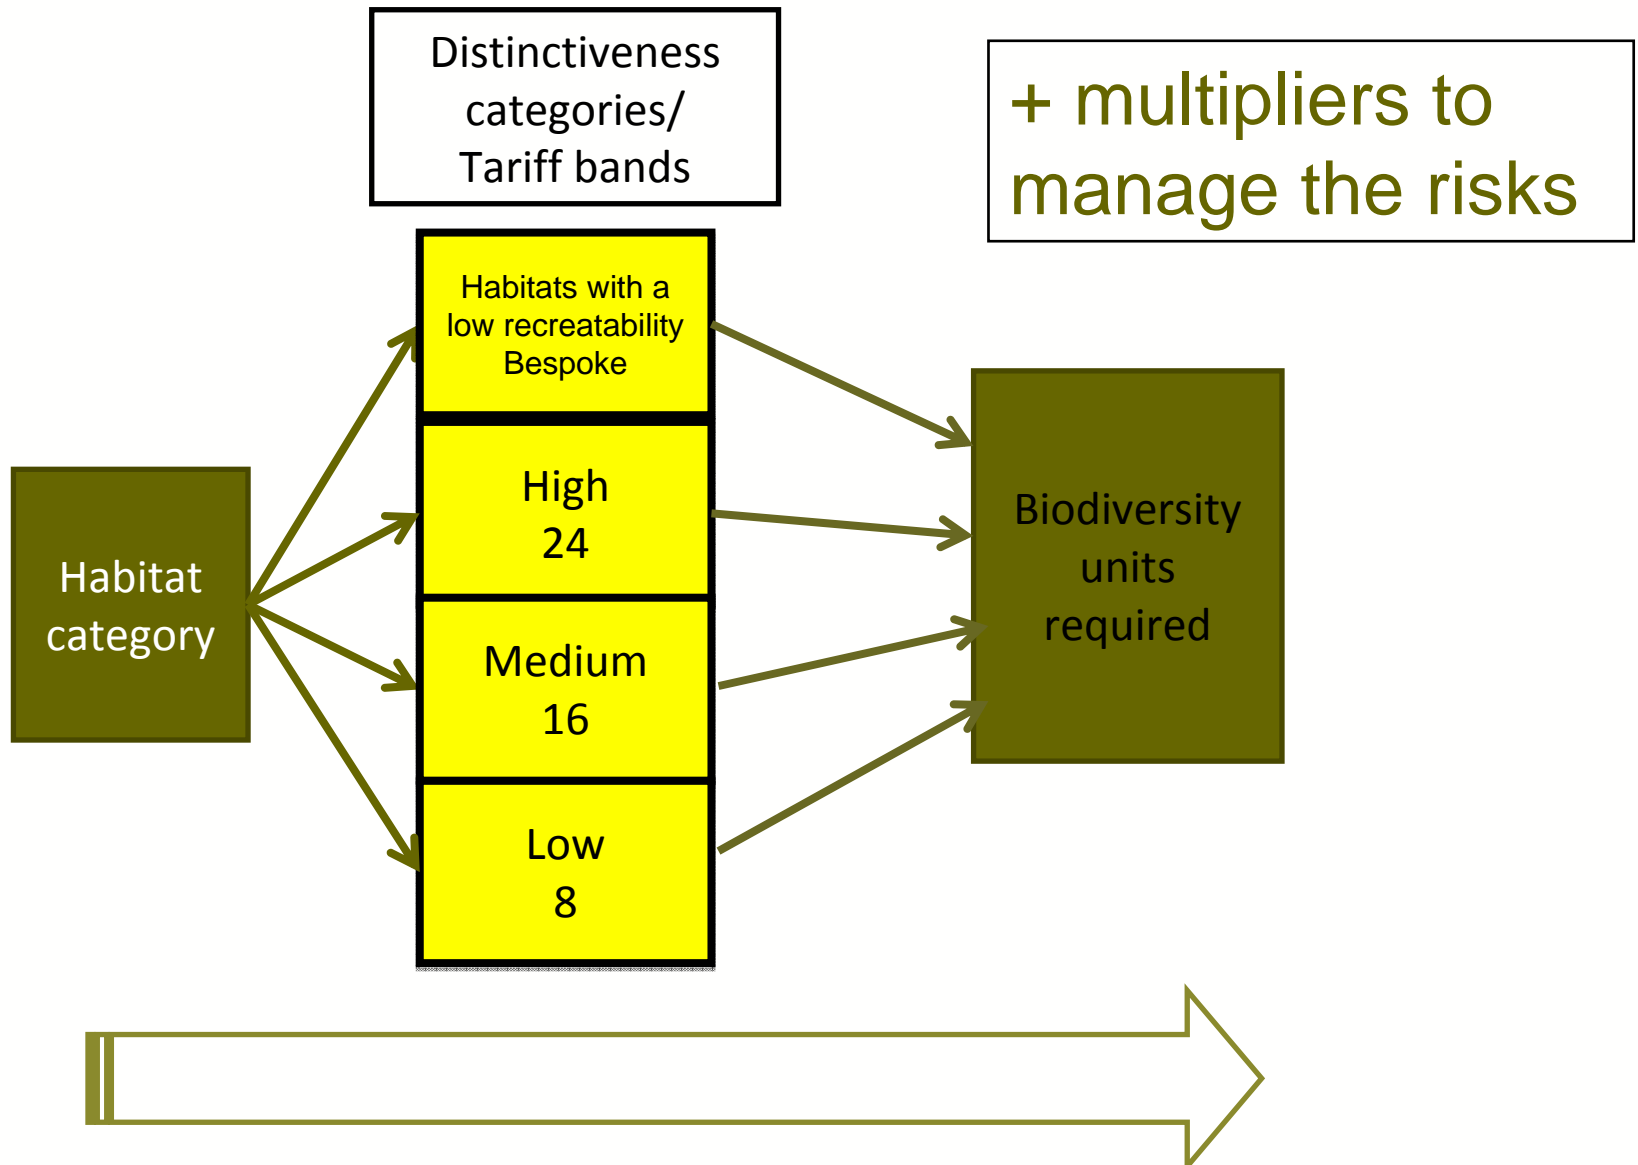 Distinctiveness
categories/
Tariff bands
+ multipliers to
manage the risks
Habitats with a
low recreatability
Bespoke
High
24
Medium
16
Low
8
Habitat
category
Biodiversity
units
required